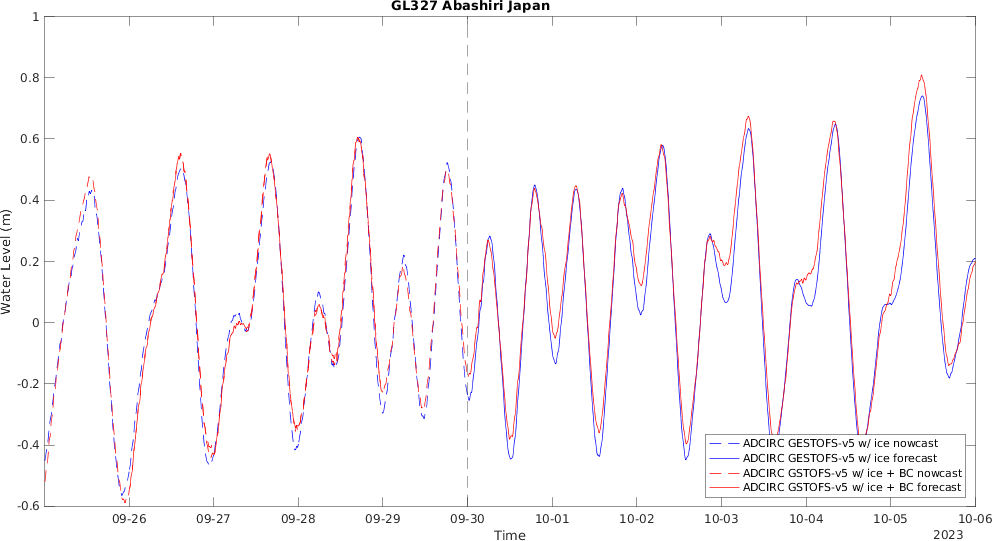 GL327 Abashiri Japan
1
0.8
0.6
0.4
0.2
0
-0.2
-0.4
-0.6
Water Level (m)
ADCIRC GESTOFS-v5 w/ ice nowcast
ADCIRC GESTOFS-v5 w/ ice forecast
ADCIRC GSTOFS-v5 w/ ice + BC nowcast
ADCIRC GSTOFS-v5 w/ ice + BC forecast
09-26 09-27 09-28 09-29 09-30 10-01 10-02 10-03 10-04 10-05 10-06
Time
2023